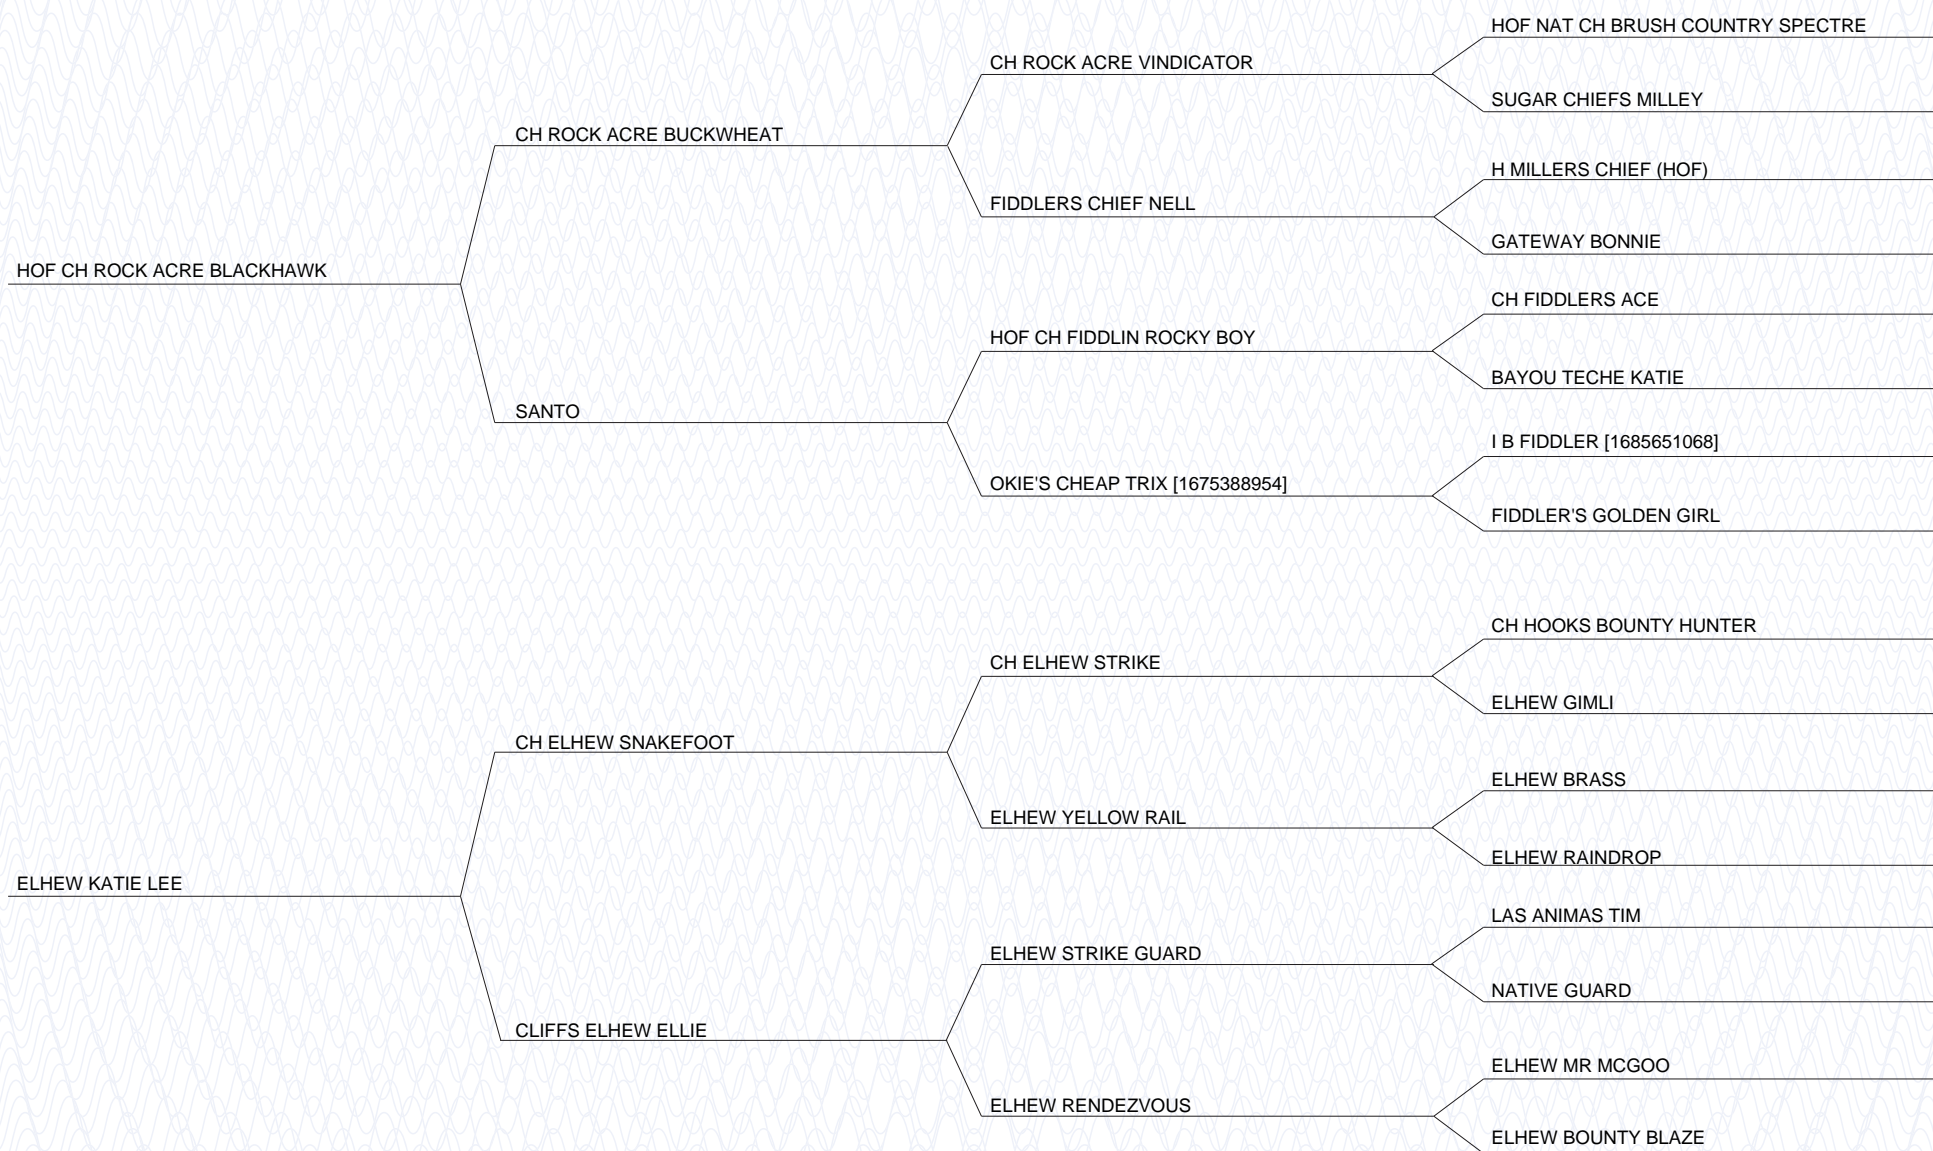 HOF NAT CH BRUSH COUNTRY SPECTRE
CH ROCK ACRE VINDICATOR
SUGAR CHIEFS MILLEY
CH ROCK ACRE BUCKWHEAT
H MILLERS CHIEF (HOF)
FIDDLERS CHIEF NELL
GATEWAY BONNIE
HOF CH ROCK ACRE BLACKHAWK
CH FIDDLERS ACE
HOF CH FIDDLIN ROCKY BOY
BAYOU TECHE KATIE
SANTO
I B FIDDLER [1685651068]
OKIE'S CHEAP TRIX [1675388954]
FIDDLER'S GOLDEN GIRL
CH HOOKS BOUNTY HUNTER
CH ELHEW STRIKE
ELHEW GIMLI
CH ELHEW SNAKEFOOT
ELHEW BRASS
ELHEW YELLOW RAIL
ELHEW RAINDROP
ELHEW KATIE LEE
LAS ANIMAS TIM
ELHEW STRIKE GUARD
NATIVE GUARD
CLIFFS ELHEW ELLIE
ELHEW MR MCGOO
ELHEW RENDEZVOUS
ELHEW BOUNTY BLAZE